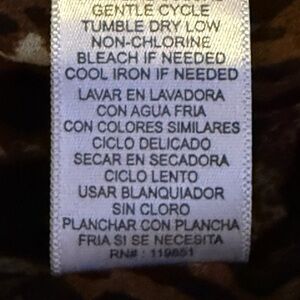 GENTLE CYCLE
TUMBLE DRY LOW
NON-CHLORINE
BLEACH IF NEEDED
COOL IRON IF NEEDED
LAVAR EN LAVADORA
CON AGUA FRIA
CON COLORES SIMILARES
CICLO DELICADO
SECAR EN SECADORA
CICLO LENTO
USAR BLANQUIADOR
SIN CLORO
PLANCHAR CON PLANCHA
FRIA SI SE NECESITA
RN# : 119851